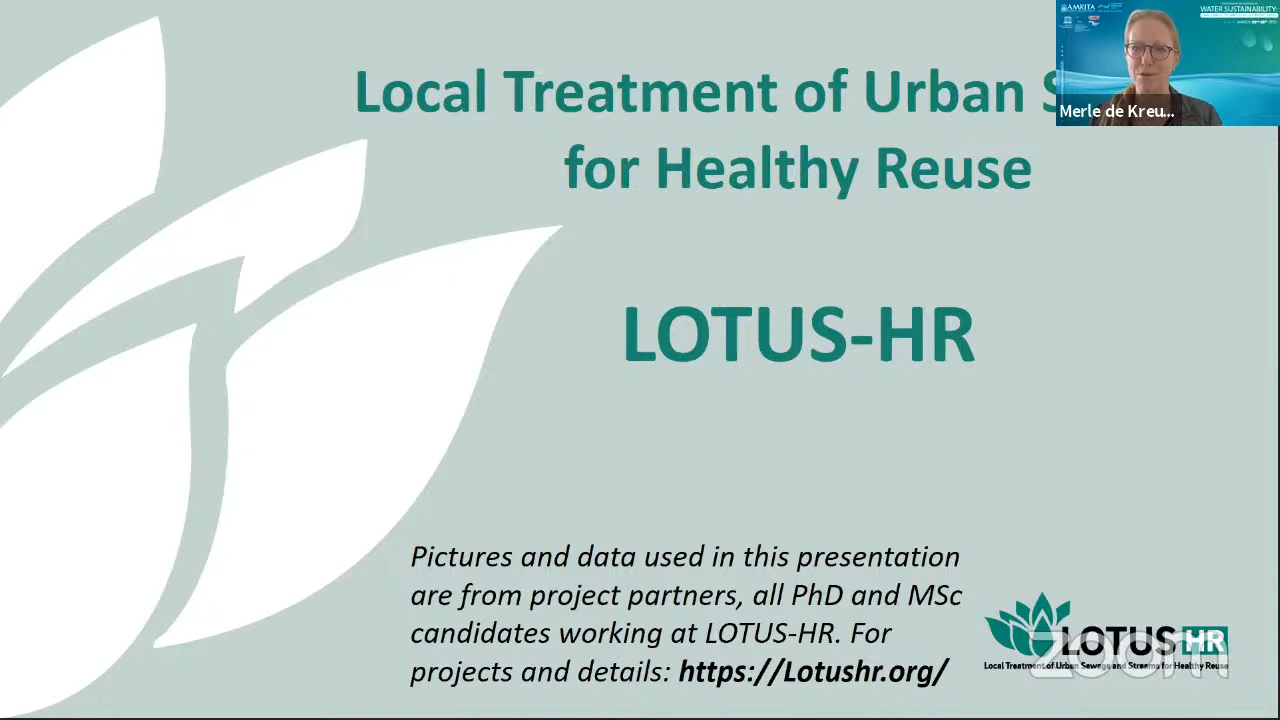 AMRITA
WATER SUSTAINABILITY:
Merle de Kreu...
Local Treatment of Urban S
for Healthy Reuse
LOTUS-HR
Pictures and data used in this presentation
are from project partners, all PhD and MSc
candidates working at LOTUS-HR. For
projects and details: https://Lotushr.org/
LOTUS HR
zoom
Local Treatment of Urban Sewage and Streams for Healthy Reuse